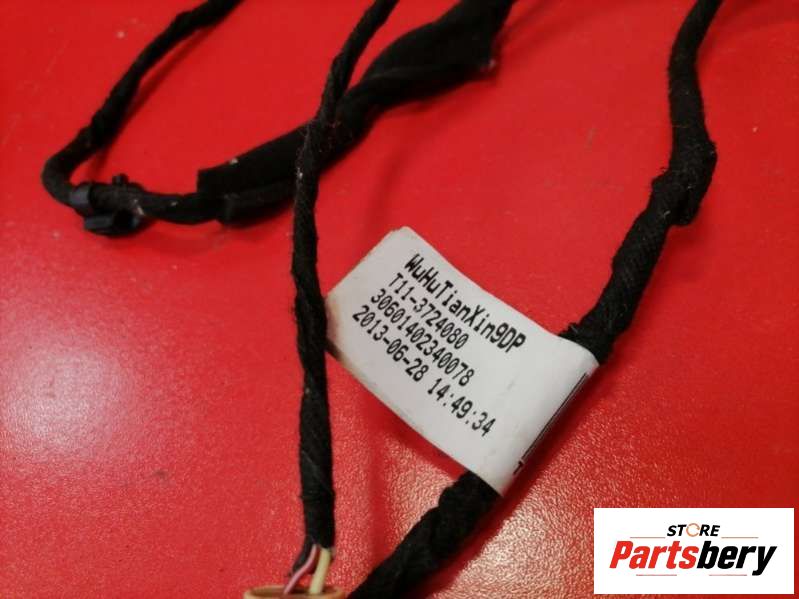 WuHuTianXin9DP
T11-3724080
30601402340078
2013-06-28 14:49:34
STORE
Partsbery